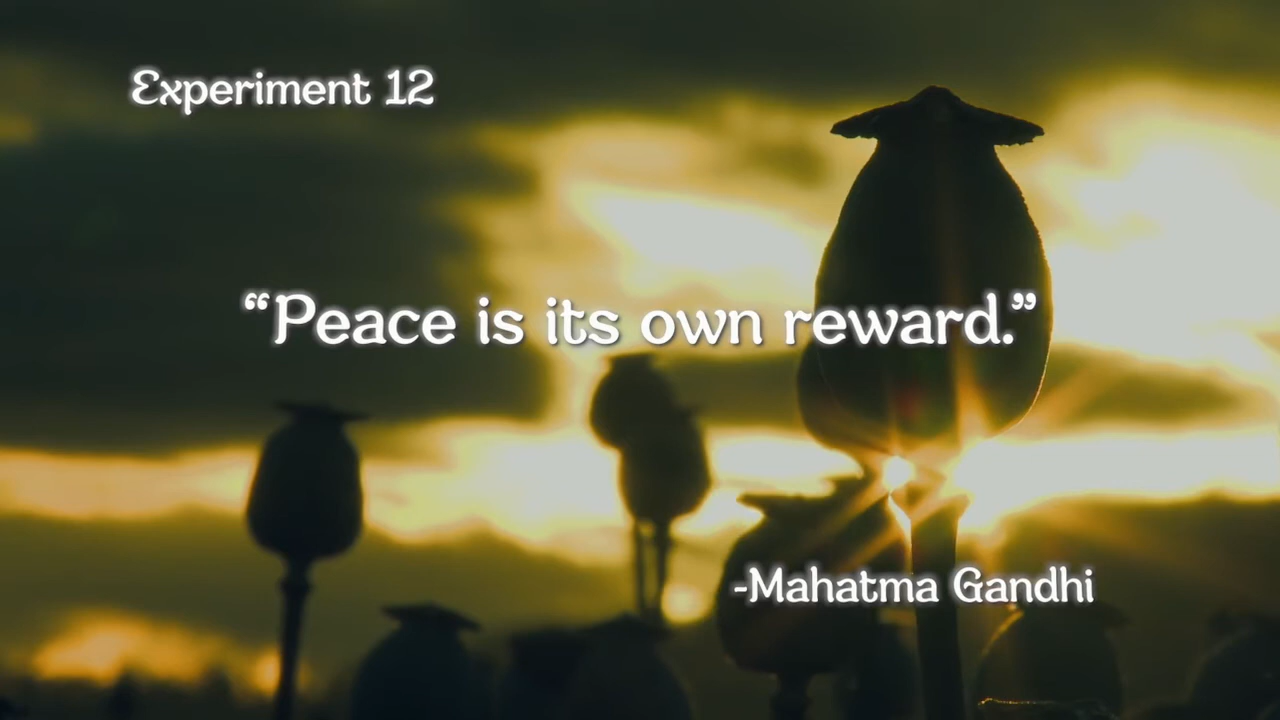 Experiment 12
“Peace is its own reward.”
-Mahatma Gandhi